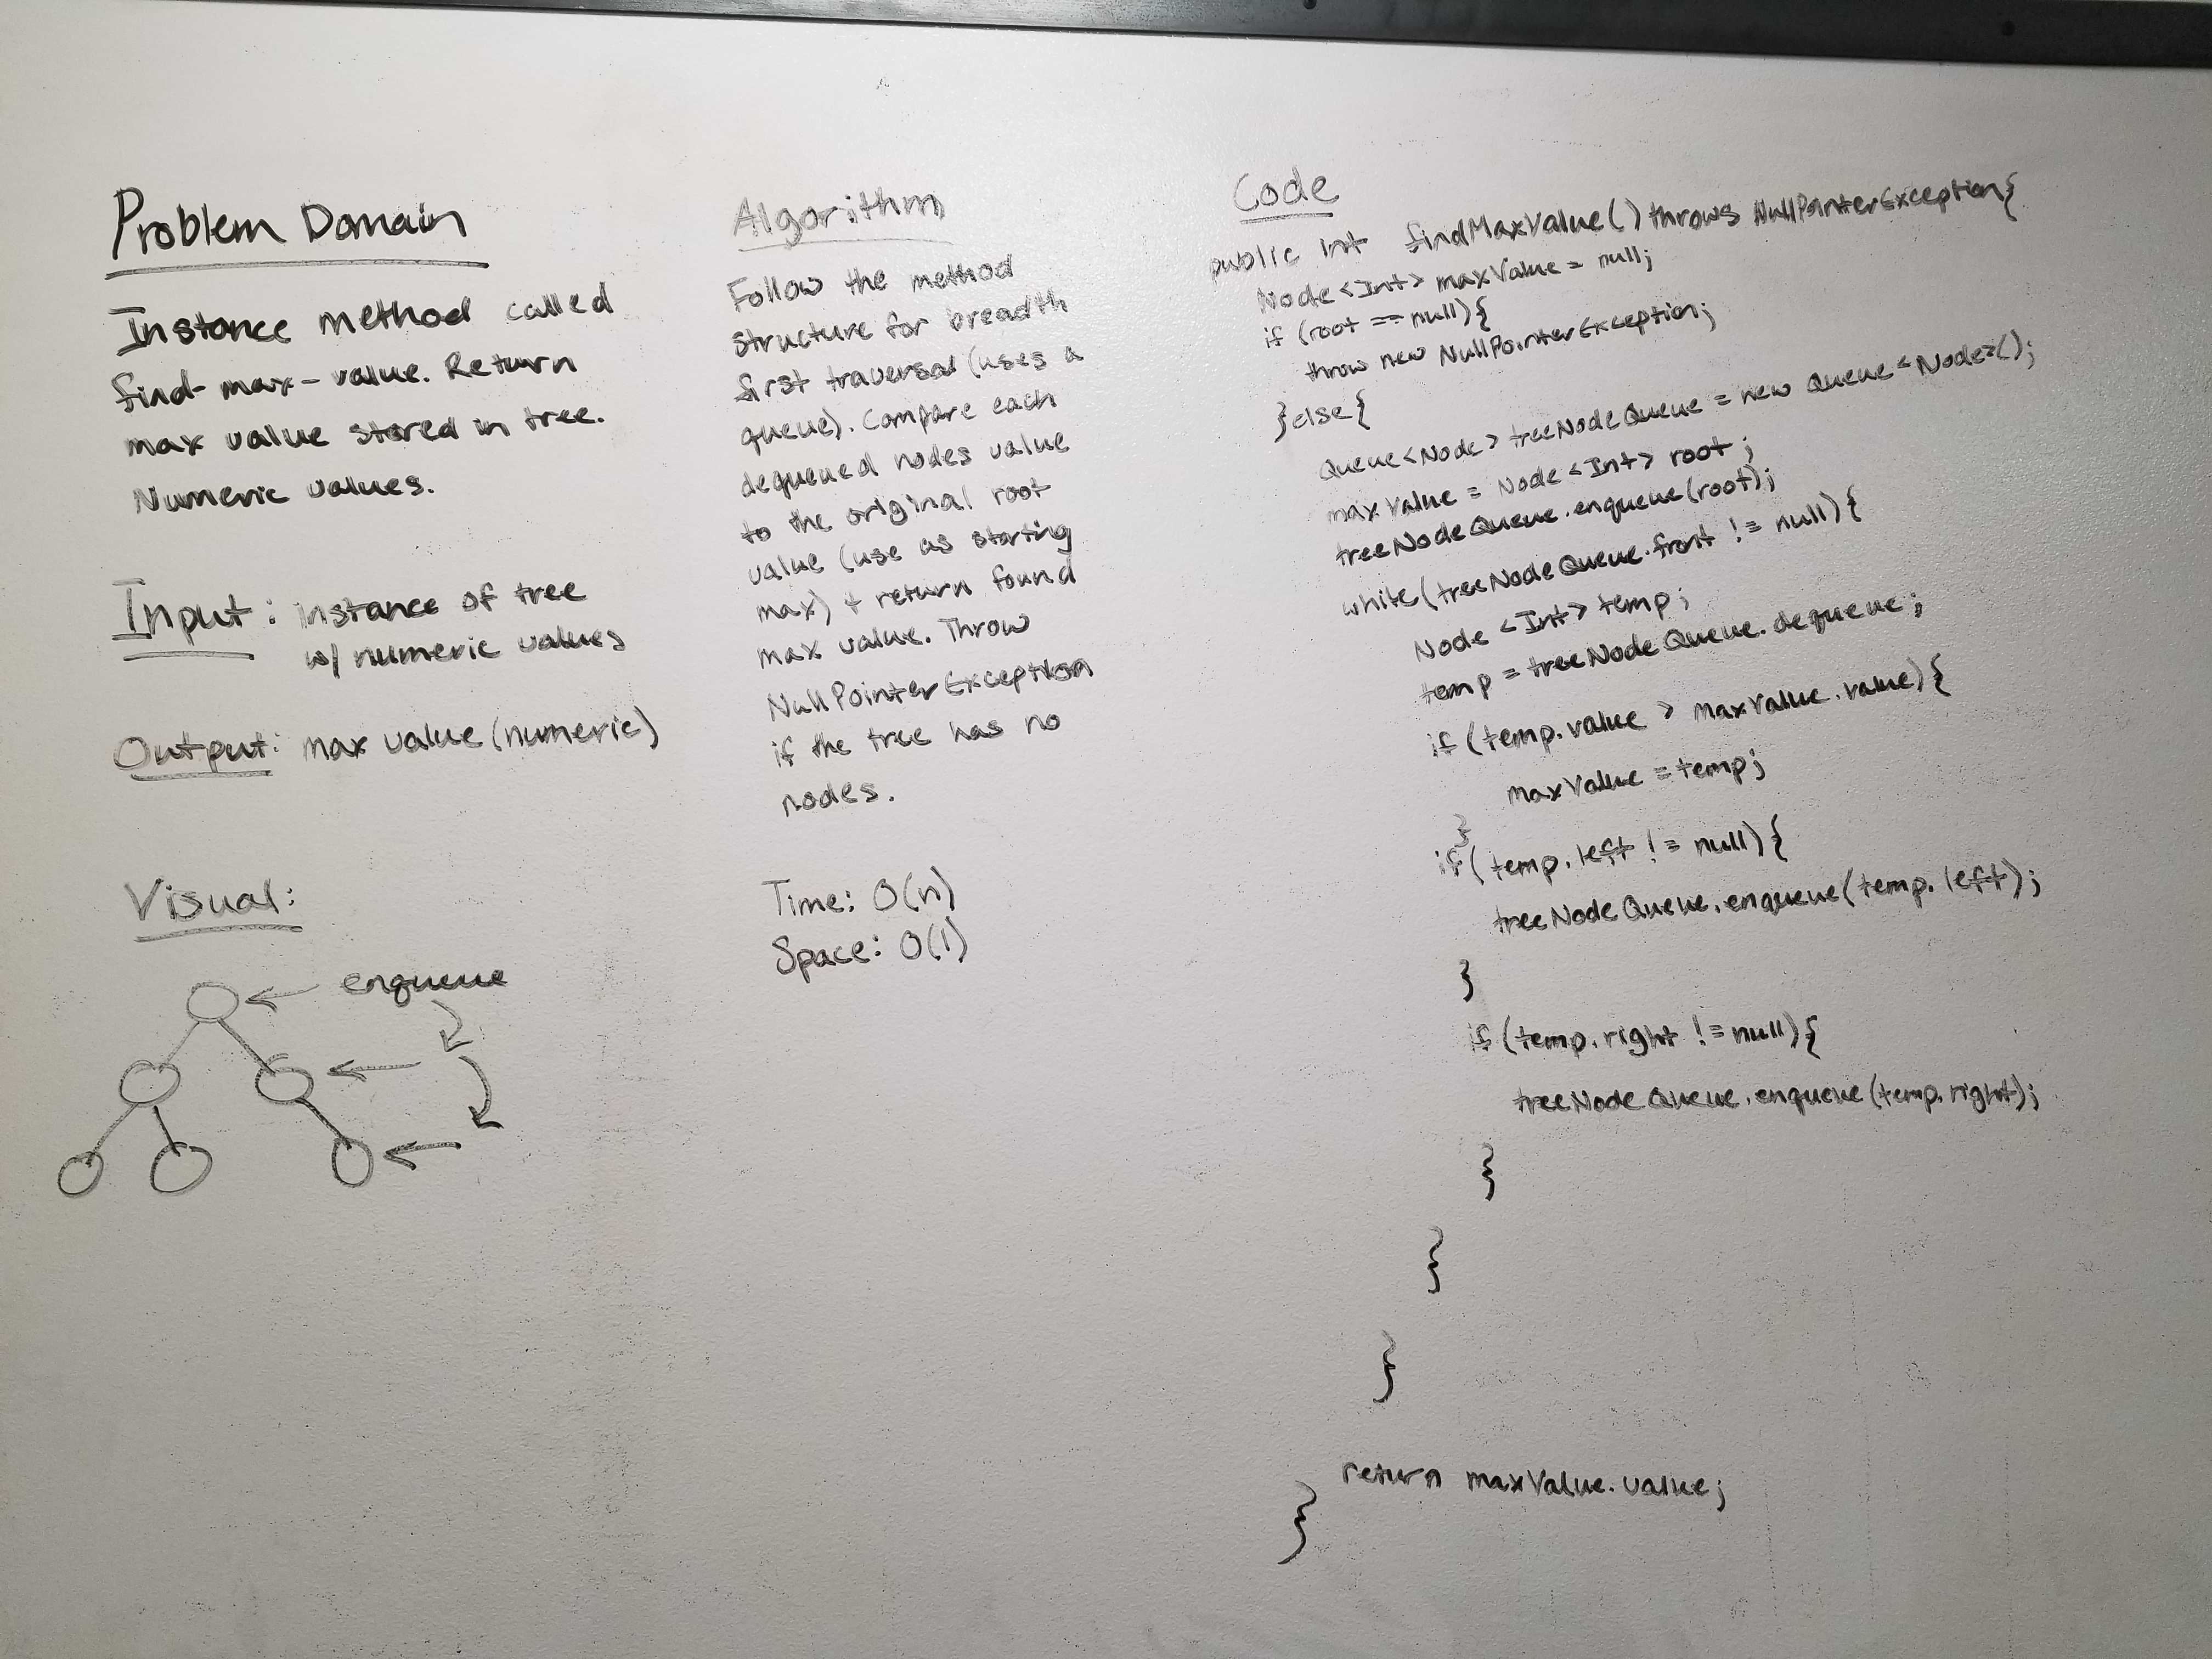 Problem Domain
Instance method called
find-max-value. Return
max value stored in tree.
Numeric values.
Input: instance of tree
w/ numeric values
Output: max value (numeric)
Visual:
enqueue
Algorithm
Follow the method
structure for breadth
first traversal (uses a
queue). Compare each
dequeued nodes value
to the original root
value (use as starting
max) + return found
max value. Throw
NullPointerException
if the tree has no
nodes.
Time: O(n)
Space: O(1)
Code
public int findMaxValue() throws NullPointerException{
Node<Int> maxValue = null;
if (root == null){
throw new NullPointerException;
}else{
Queue<Node> treeNodeQueue = new Queue<Node>();
maxValue = Node<Int> root;
treeNodeQueue.enqueue(root);
while(treeNodeQueue.front != null){
Node<Int> temp;
temp = treeNodeQueue.dequeue;
if (temp.value > maxValue.value){
maxValue = temp;
}
if(temp.left != null){
treeNodeQueue.enqueue(temp.left);
}
if (temp.right != null){
treeNodeQueue.enqueue(temp.right);
}
}
}
return maxValue.value;
}